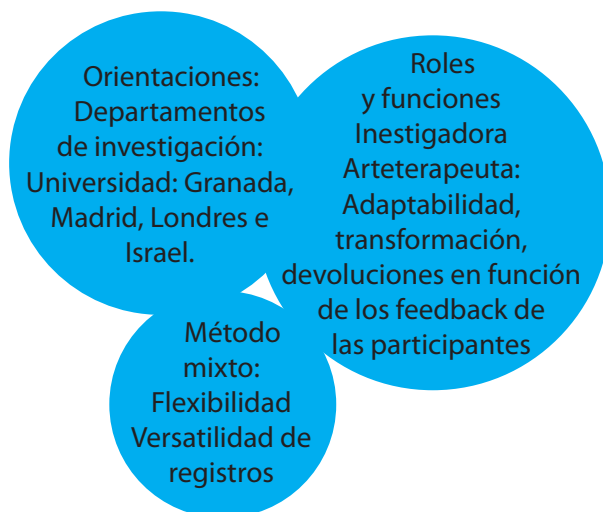 Orientaciones:
Departamentos
de investigación:
Universidad: Granada,
Madrid, Londres e
Israel.
Roles
y funciones
Inestigadora
Arteterapeuta:
Adaptabilidad,
transformación,
devoluciones en función
de los feedback de
las participantes
Método
mixto:
Flexibilidad
Versatilidad de
registros